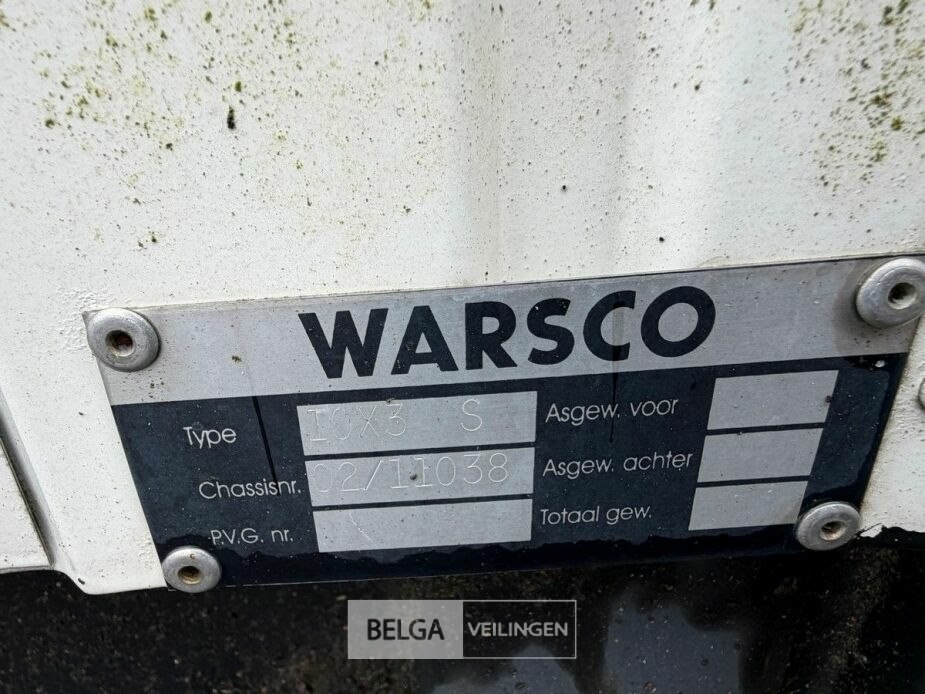 WARSCO
Type 10X3 S
Asgew. voor
Chassisnr. 02/11038
Asgew. achter
P.V.G. nr.
Totaal gew.
BELGA VEILINGEN